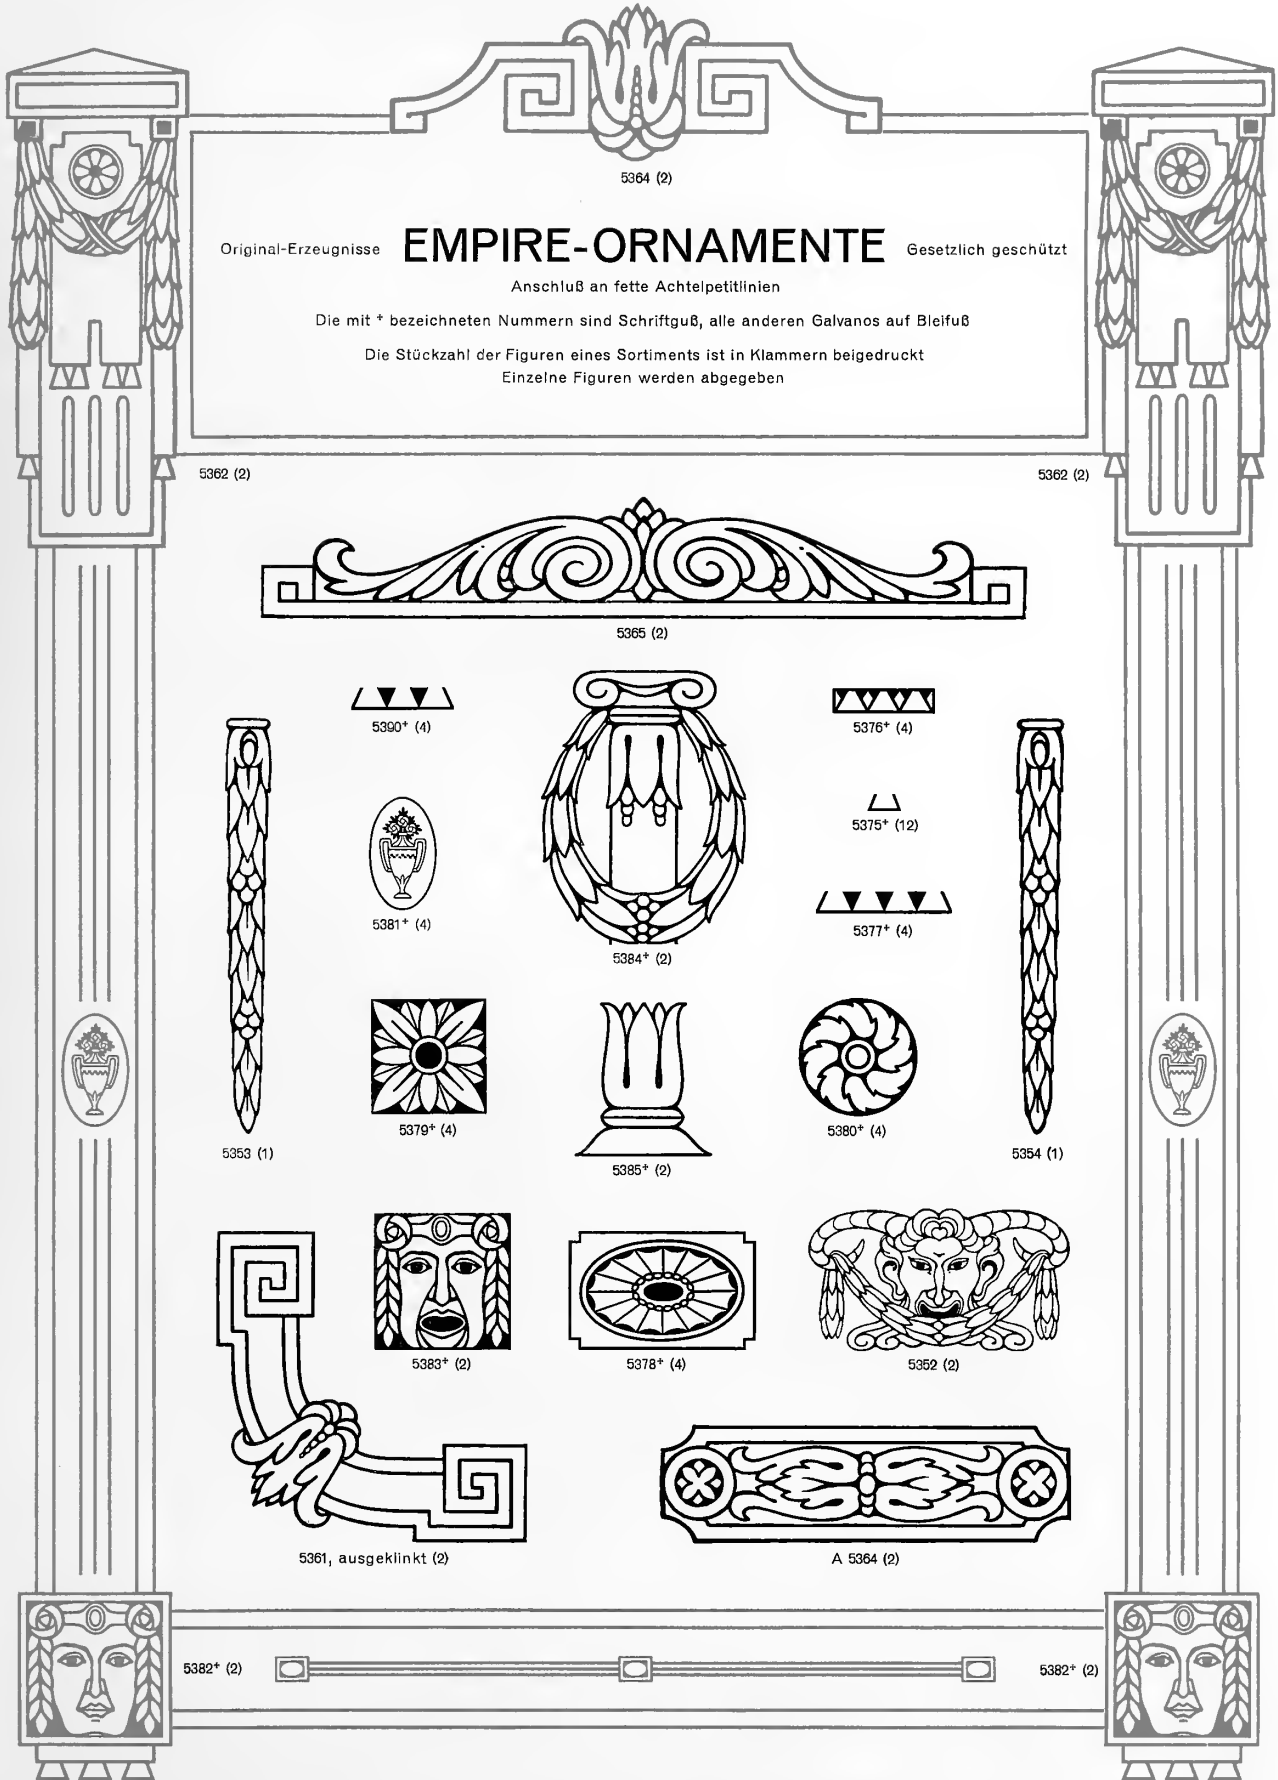 5364 (2)
Original-Erzeugnisse EMPIRE-ORNAMENTE Gesetzlich geschützt
Anschluß an fette Achtelpetitlinien
Die mit + bezeichneten Nummern sind Schriftguß, alle anderen Galvanos auf Bleifuß
Die Stückzahl der Figuren eines Sortiments ist in Klammern beigedruckt
Einzelne Figuren werden abgegeben
5362 (2) 5362 (2)
5365 (2)
5390+ (4) 5376+ (4)
5375+ (12)
5381+ (4) 5377+ (4)
5384+ (2)
5379+ (4) 5380+ (4)
5353 (1) 5385+ (2) 5354 (1)
5383+ (2) 5378+ (4) 5352 (2)
5361, ausgeklinkt (2) A 5364 (2)
5382+ (2) 5382+ (2)